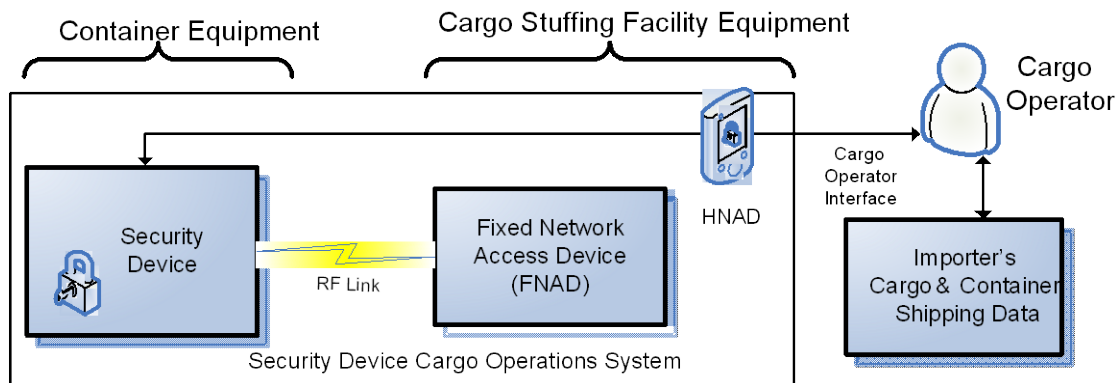 Container Equipment
Cargo Stuffing Facility Equipment
Cargo
Operator
Cargo
Operator
Interface
HNAD
Security
Device
RF Link
Fixed Network
Access Device
(FNAD)
Importer's
Cargo & Container
Shipping Data
Security Device Cargo Operations System